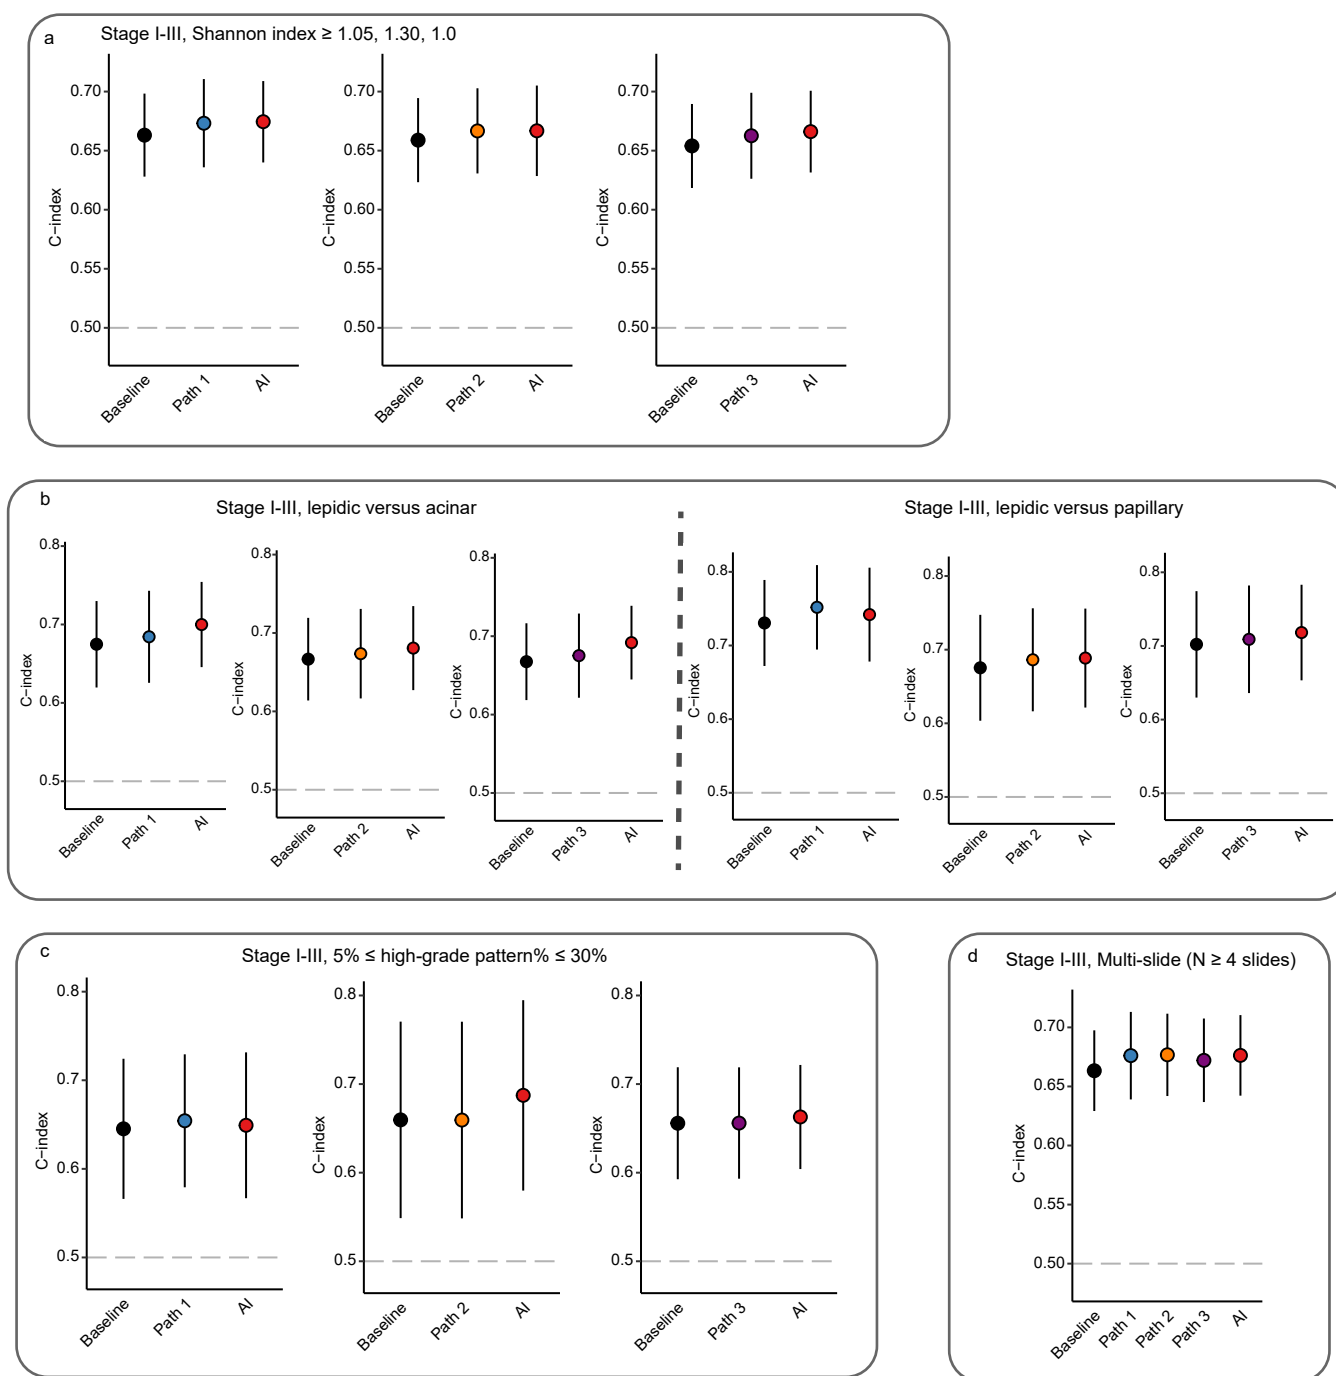 a
Stage I-III, Shannon index ≥ 1.05, 1.30, 1.0
C−index
0.70
0.65
0.60
0.55
0.50
Baseline
Path 1
AI
C−index
0.70
0.65
0.60
0.55
0.50
Baseline
Path 2
AI
C−index
0.70
0.65
0.60
0.55
0.50
Baseline
Path 3
AI
b
Stage I-III, lepidic versus acinar
C−index
0.8
0.7
0.6
0.5
Baseline
Path 1
AI
C−index
0.8
0.7
0.6
0.5
Baseline
Path 2
AI
C−index
0.8
0.7
0.6
0.5
Baseline
Path 3
AI
Stage I-III, lepidic versus papillary
C−index
0.8
0.7
0.6
0.5
Baseline
Path 1
AI
C−index
0.8
0.7
0.6
0.5
Baseline
Path 2
AI
C−index
0.8
0.7
0.6
0.5
Baseline
Path 3
AI
c
Stage I-III, 5% ≤ high-grade pattern% ≤ 30%
C−index
0.8
0.7
0.6
0.5
Baseline
Path 1
AI
C−index
0.8
0.7
0.6
0.5
Baseline
Path 2
AI
C−index
0.8
0.7
0.6
0.5
Baseline
Path 3
AI
d
Stage I-III, Multi-slide (N ≥ 4 slides)
C−index
0.70
0.65
0.60
0.55
0.50
Baseline
Path 1
Path 2
Path 3
AI